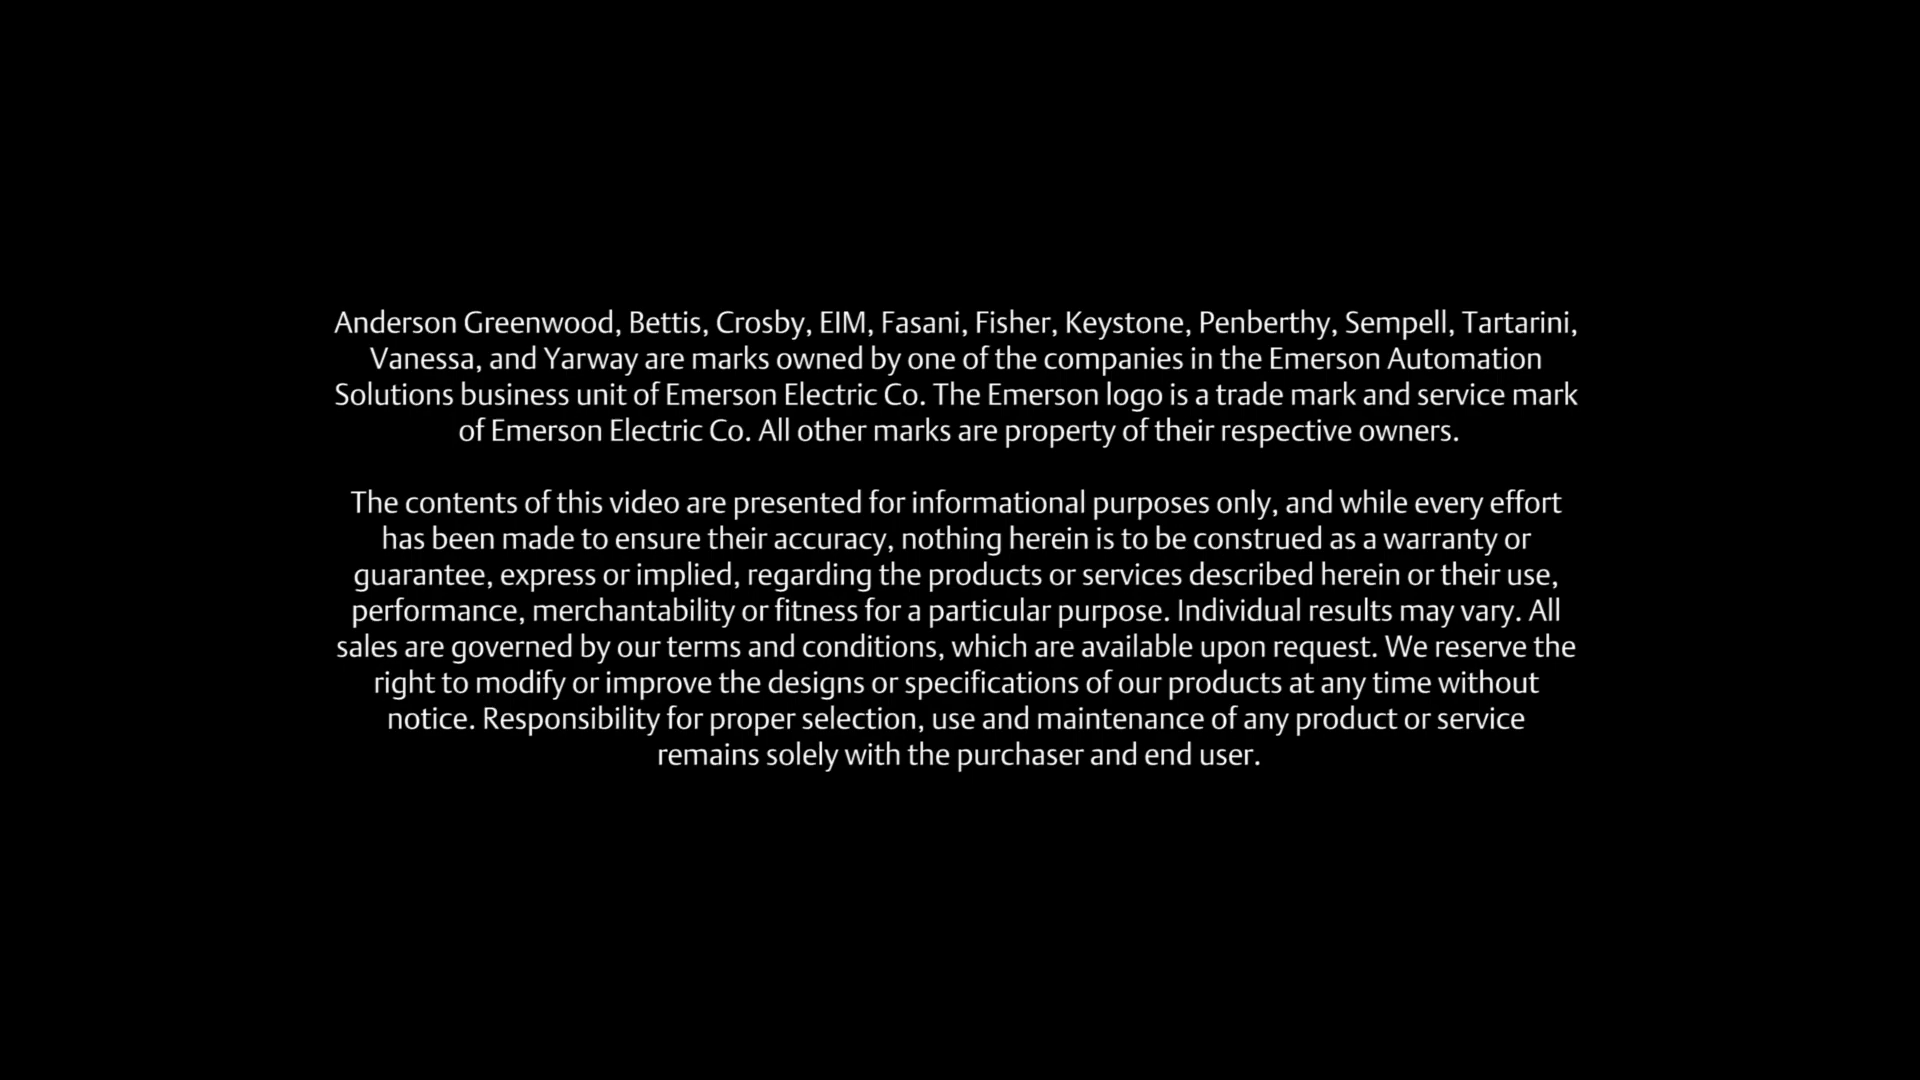 Anderson Greenwood, Bettis, Crosby, EIM, Fasani, Fisher, Keystone, Penberthy, Sempell, Tartarini,
Vanessa, and Yarway are marks owned by one of the companies in the Emerson Automation
Solutions business unit of Emerson Electric Co. The Emerson logo is a trade mark and service mark
of Emerson Electric Co. All other marks are property of their respective owners.
The contents of this video are presented for informational purposes only, and while every effort
has been made to ensure their accuracy, nothing herein is to be construed as a warranty or
guarantee, express or implied, regarding the products or services described herein or their use,
performance, merchantability or fitness for a particular purpose. Individual results may vary. All
sales are governed by our terms and conditions, which are available upon request. We reserve the
right to modify or improve the designs or specifications of our products at any time without
notice. Responsibility for proper selection, use and maintenance of any product or service
remains solely with the purchaser and end user.